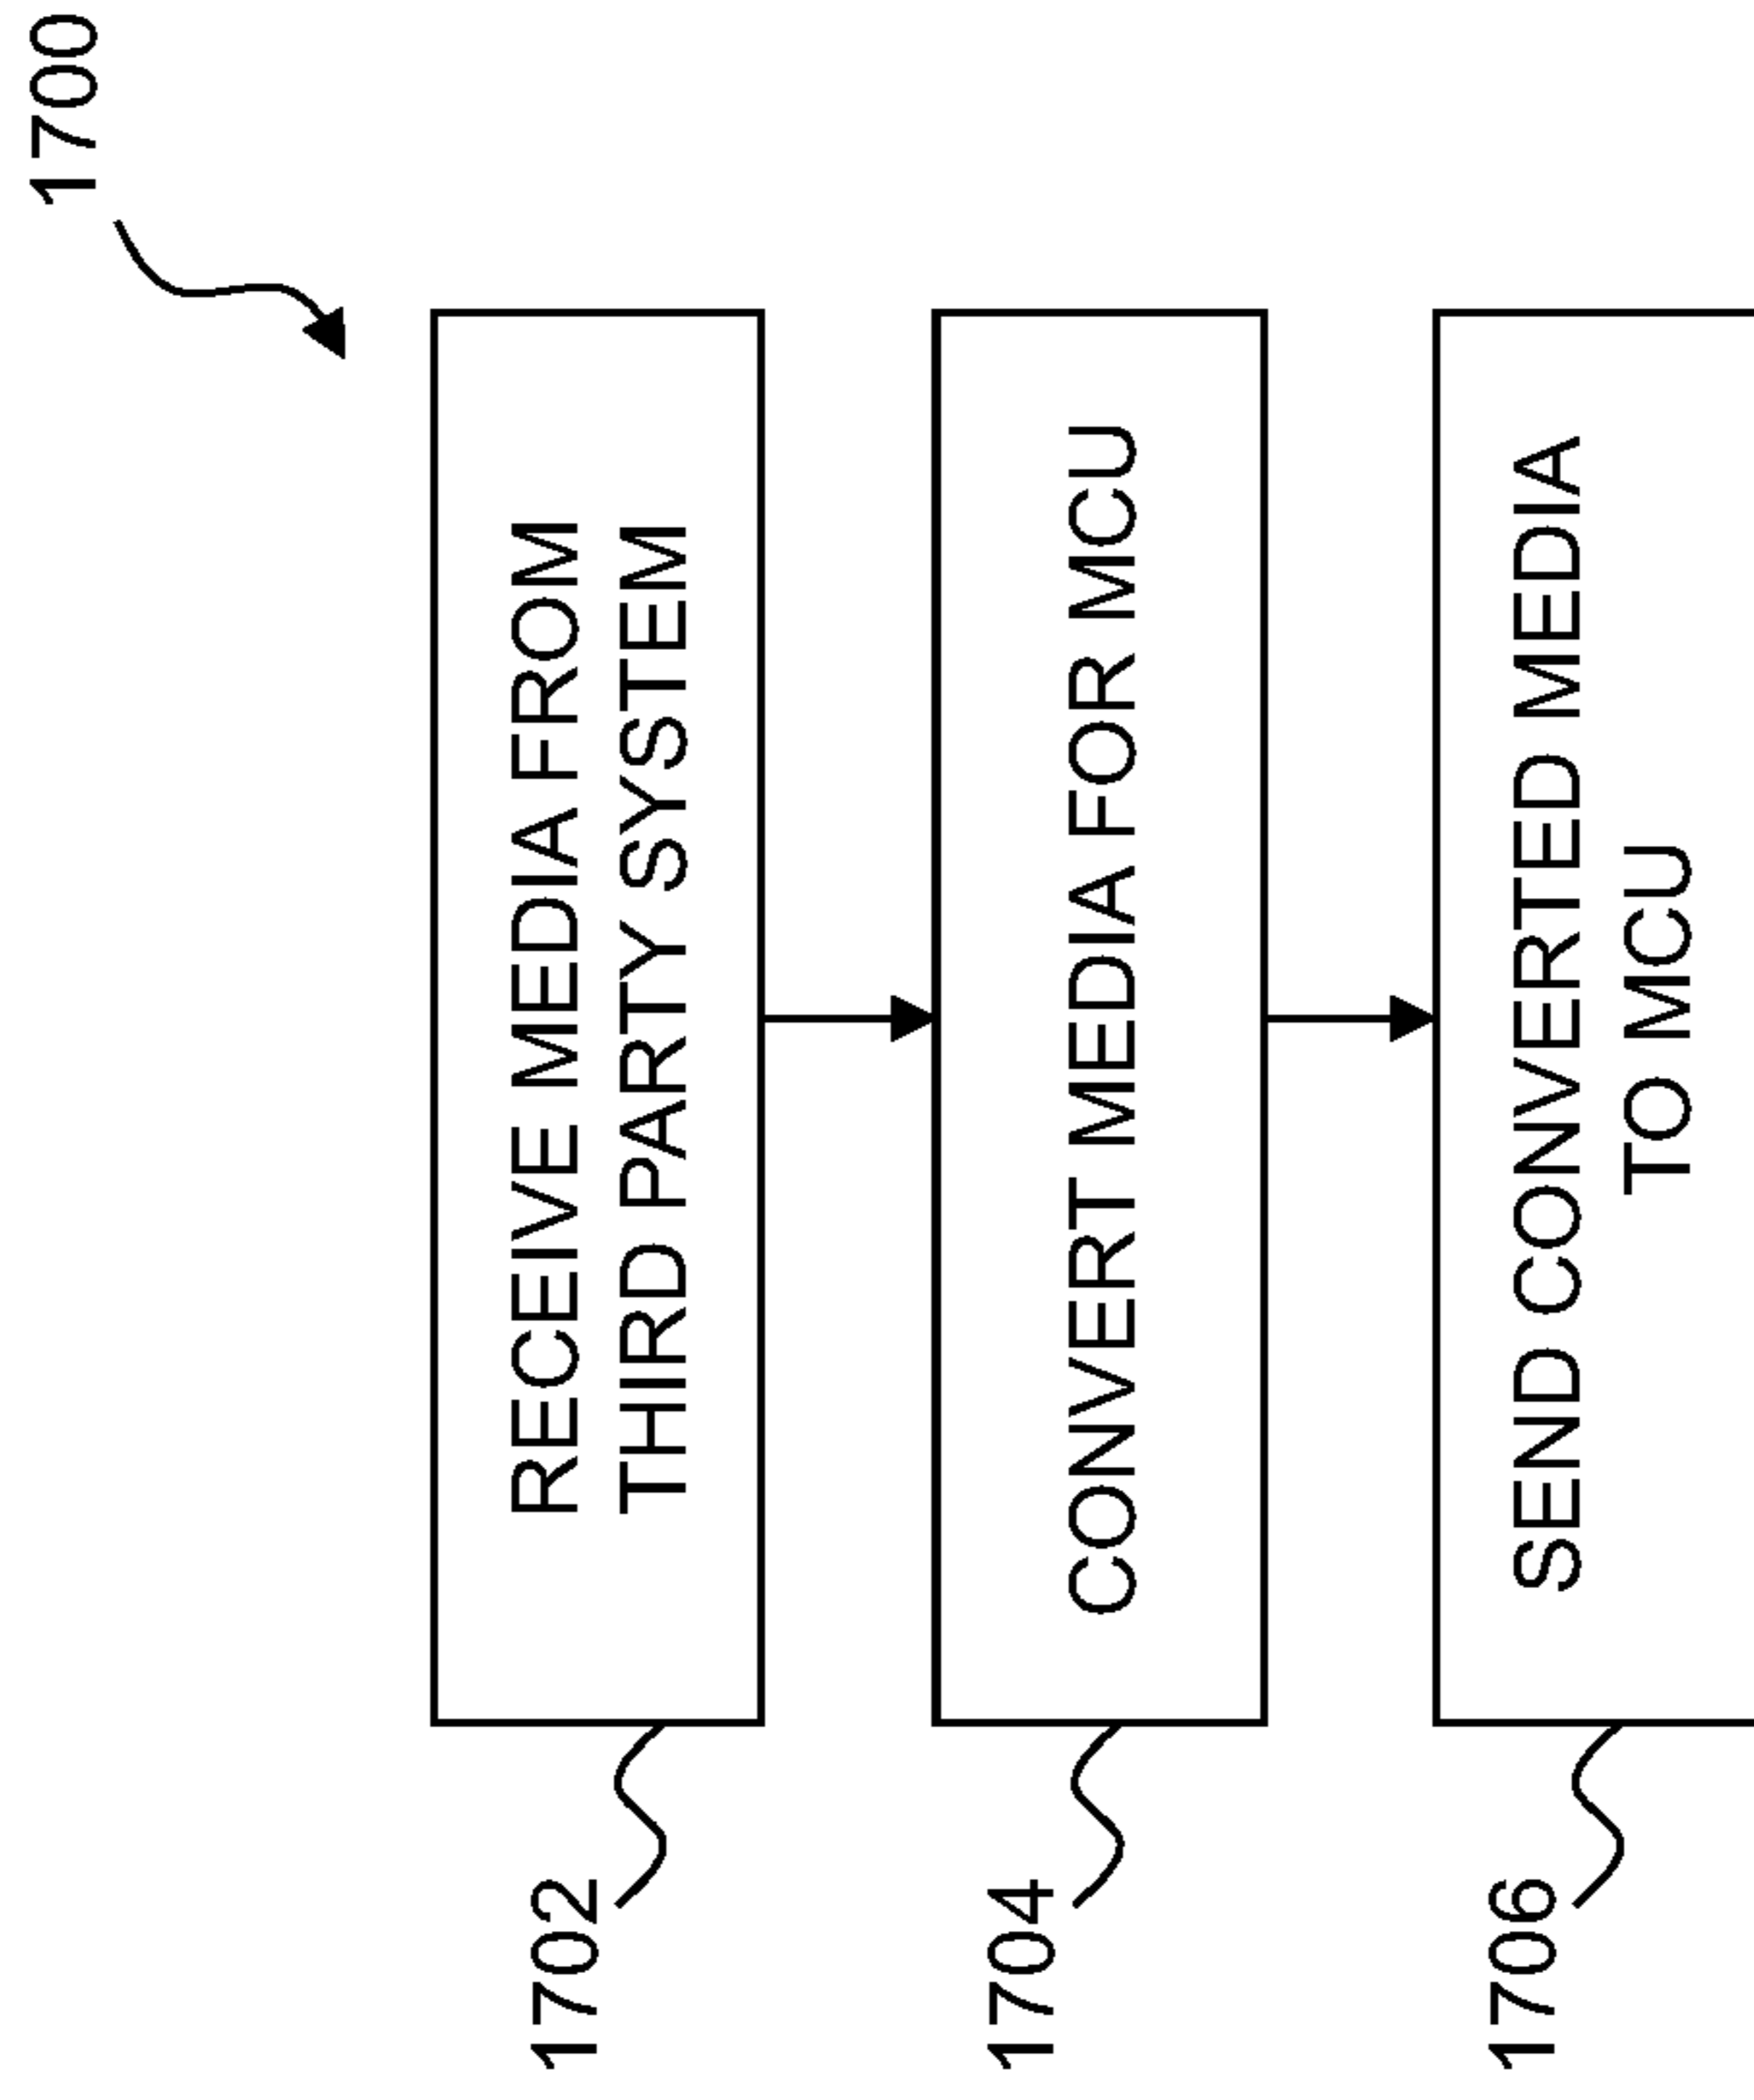 1700
1702
RECEIVE MEDIA FROM
THIRD PARTY SYSTEM
1704
CONVERT MEDIA FOR MCU
1706
SEND CONVERTED MEDIA
TO MCU